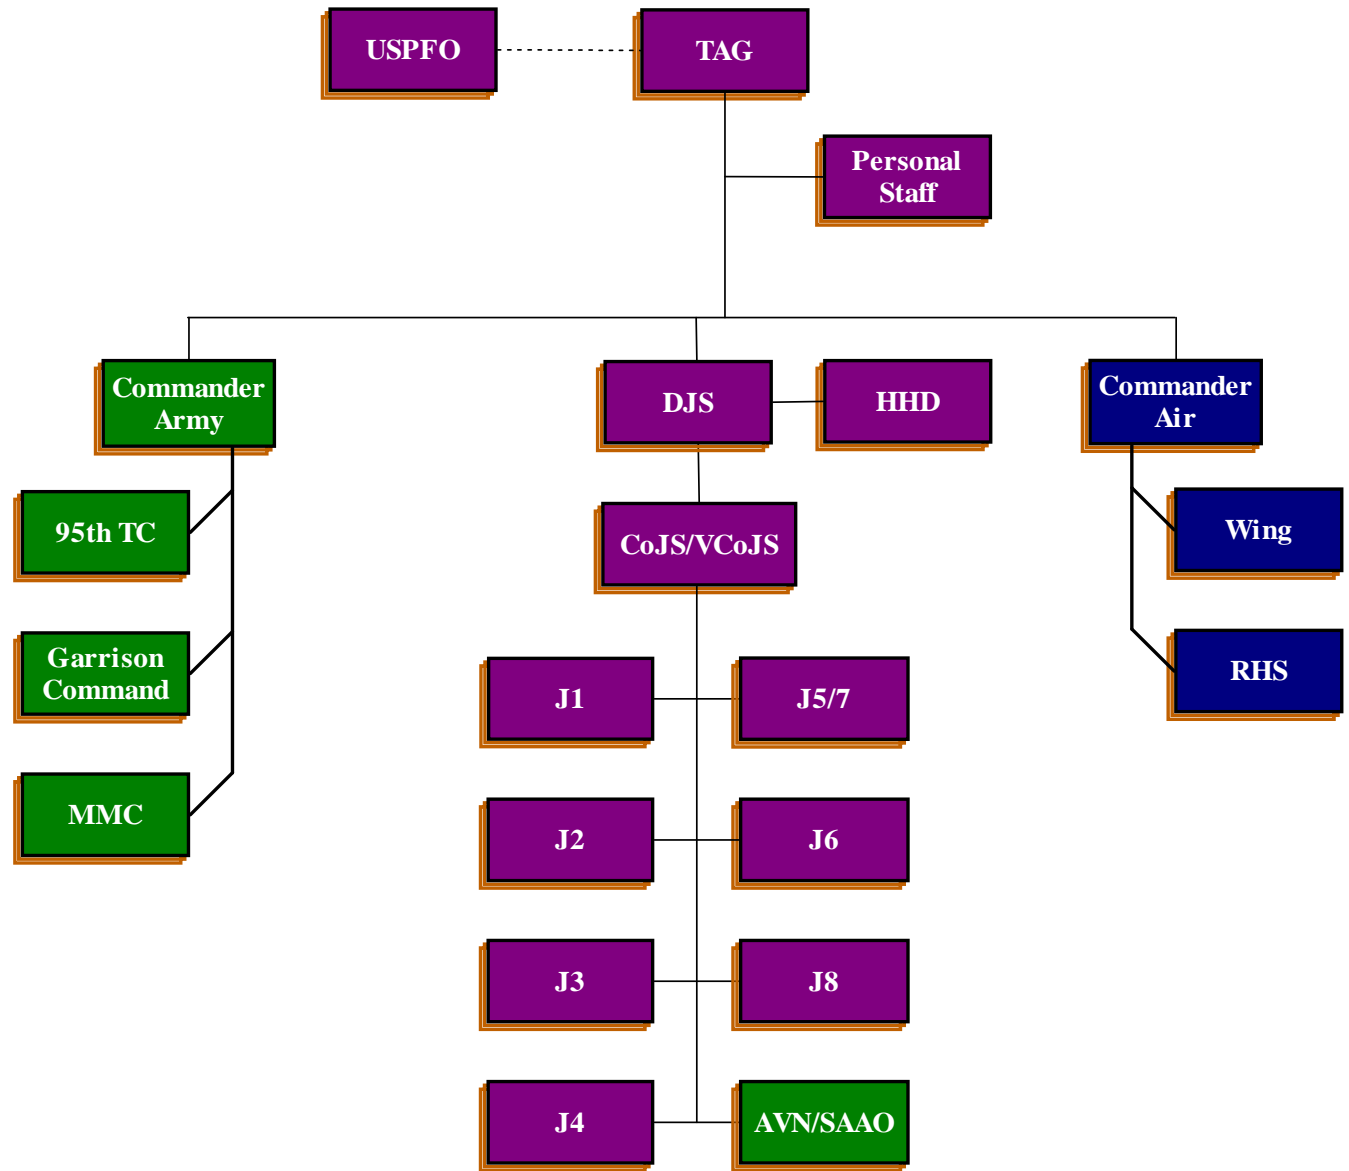 USPFO
TAG
Personal
Staff
Commander
Army
DJS
HHD
Commander
Air
95th TC
CoJS/VCoJS
Wing
Garrison
Command
J1
J5/7
RHS
MMC
J2
J6
J3
J8
J4
AVN/SAAO